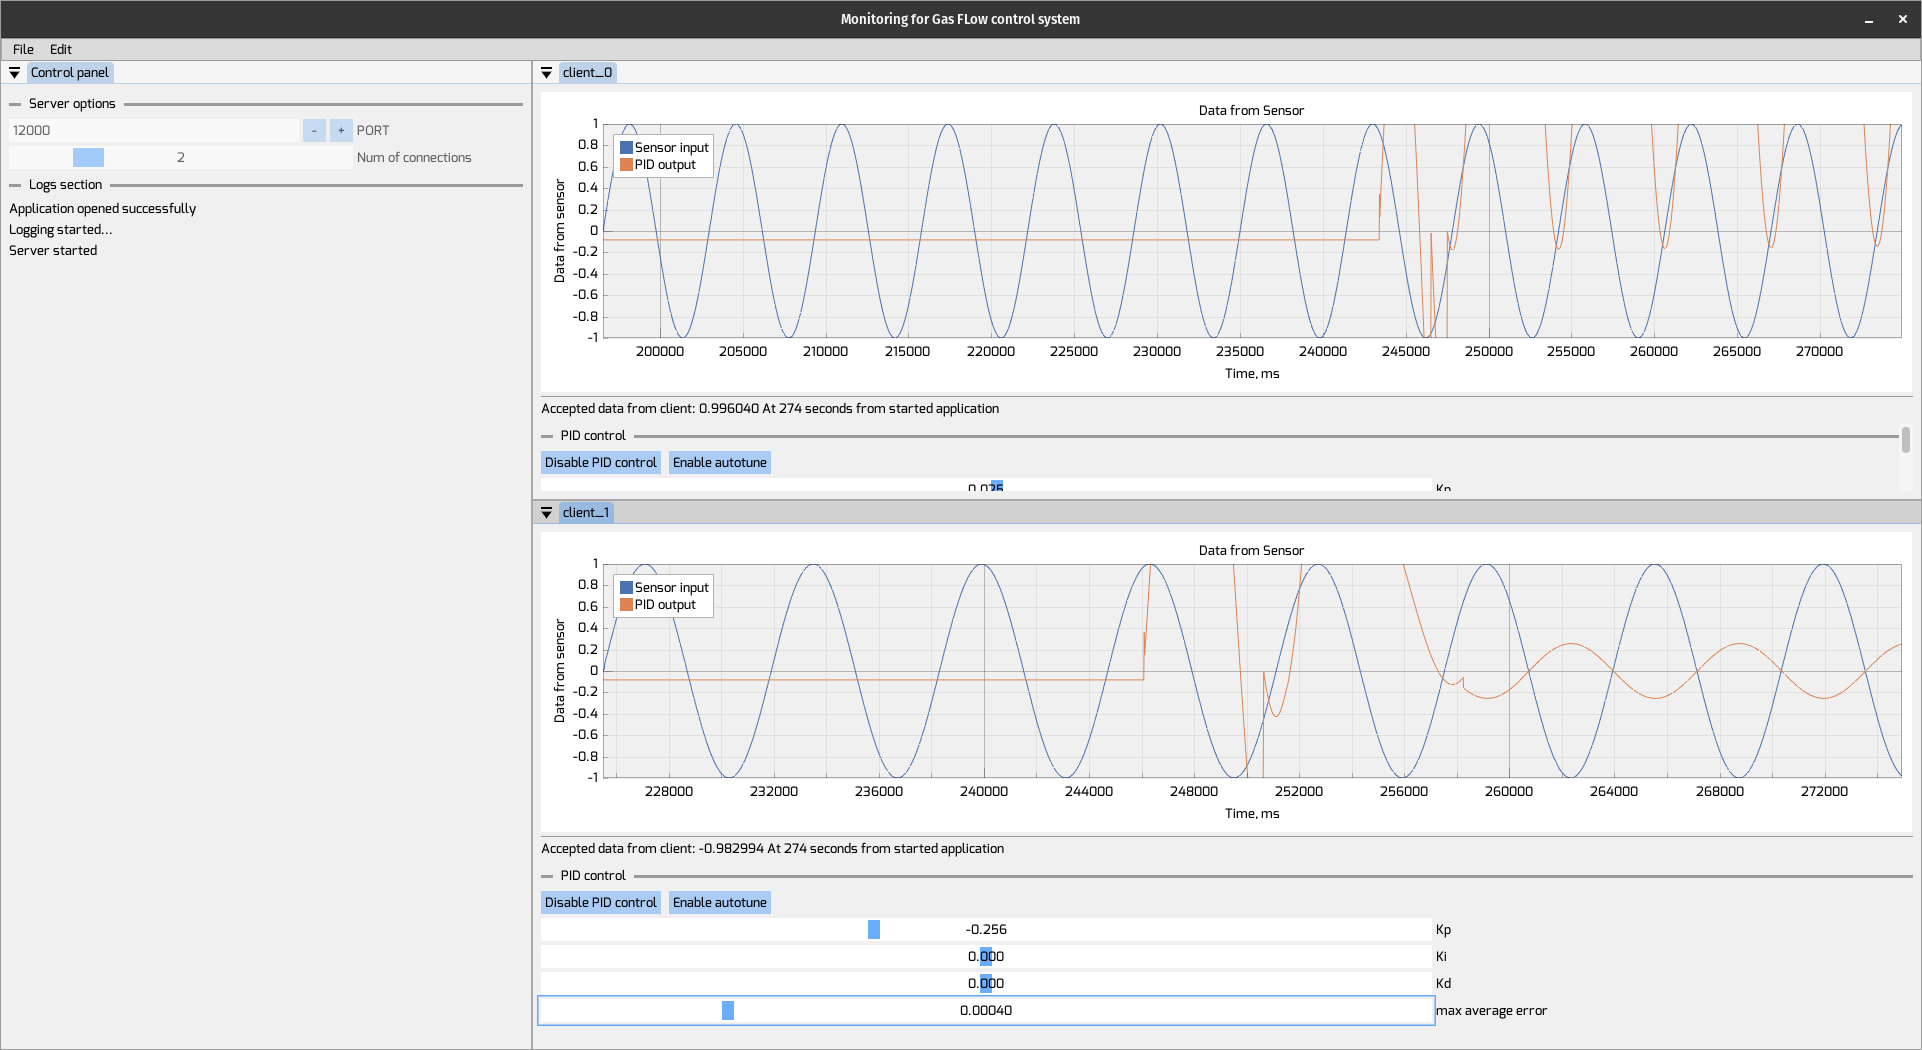 Monitoring for Gas FLow control system
File Edit
Control panel
Server options
12000 - + PORT
2 Num of connections
Logs section
Application opened successfully
Logging started...
Server started
client_0
Data from Sensor
Sensor input
PID output
Data from sensor
1
0.8
0.6
0.4
0.2
0
-0.2
-0.4
-0.6
-0.8
-1
200000 205000 210000 215000 220000 225000 230000 235000 240000 245000 250000 255000 260000 265000 270000
Time, ms
Accepted data from client: 0.996040 At 274 seconds from started application
PID control
Disable PID control Enable autotune
0.075 Kp
client_1
Data from Sensor
Sensor input
PID output
Data from sensor
1
0.8
0.6
0.4
0.2
0
-0.2
-0.4
-0.6
-0.8
-1
228000 232000 236000 240000 244000 248000 252000 256000 260000 264000 268000 272000
Time, ms
Accepted data from client: -0.982994 At 274 seconds from started application
PID control
Disable PID control Enable autotune
-0.256 Kp
0.000 Ki
0.000 Kd
0.00040 max average error